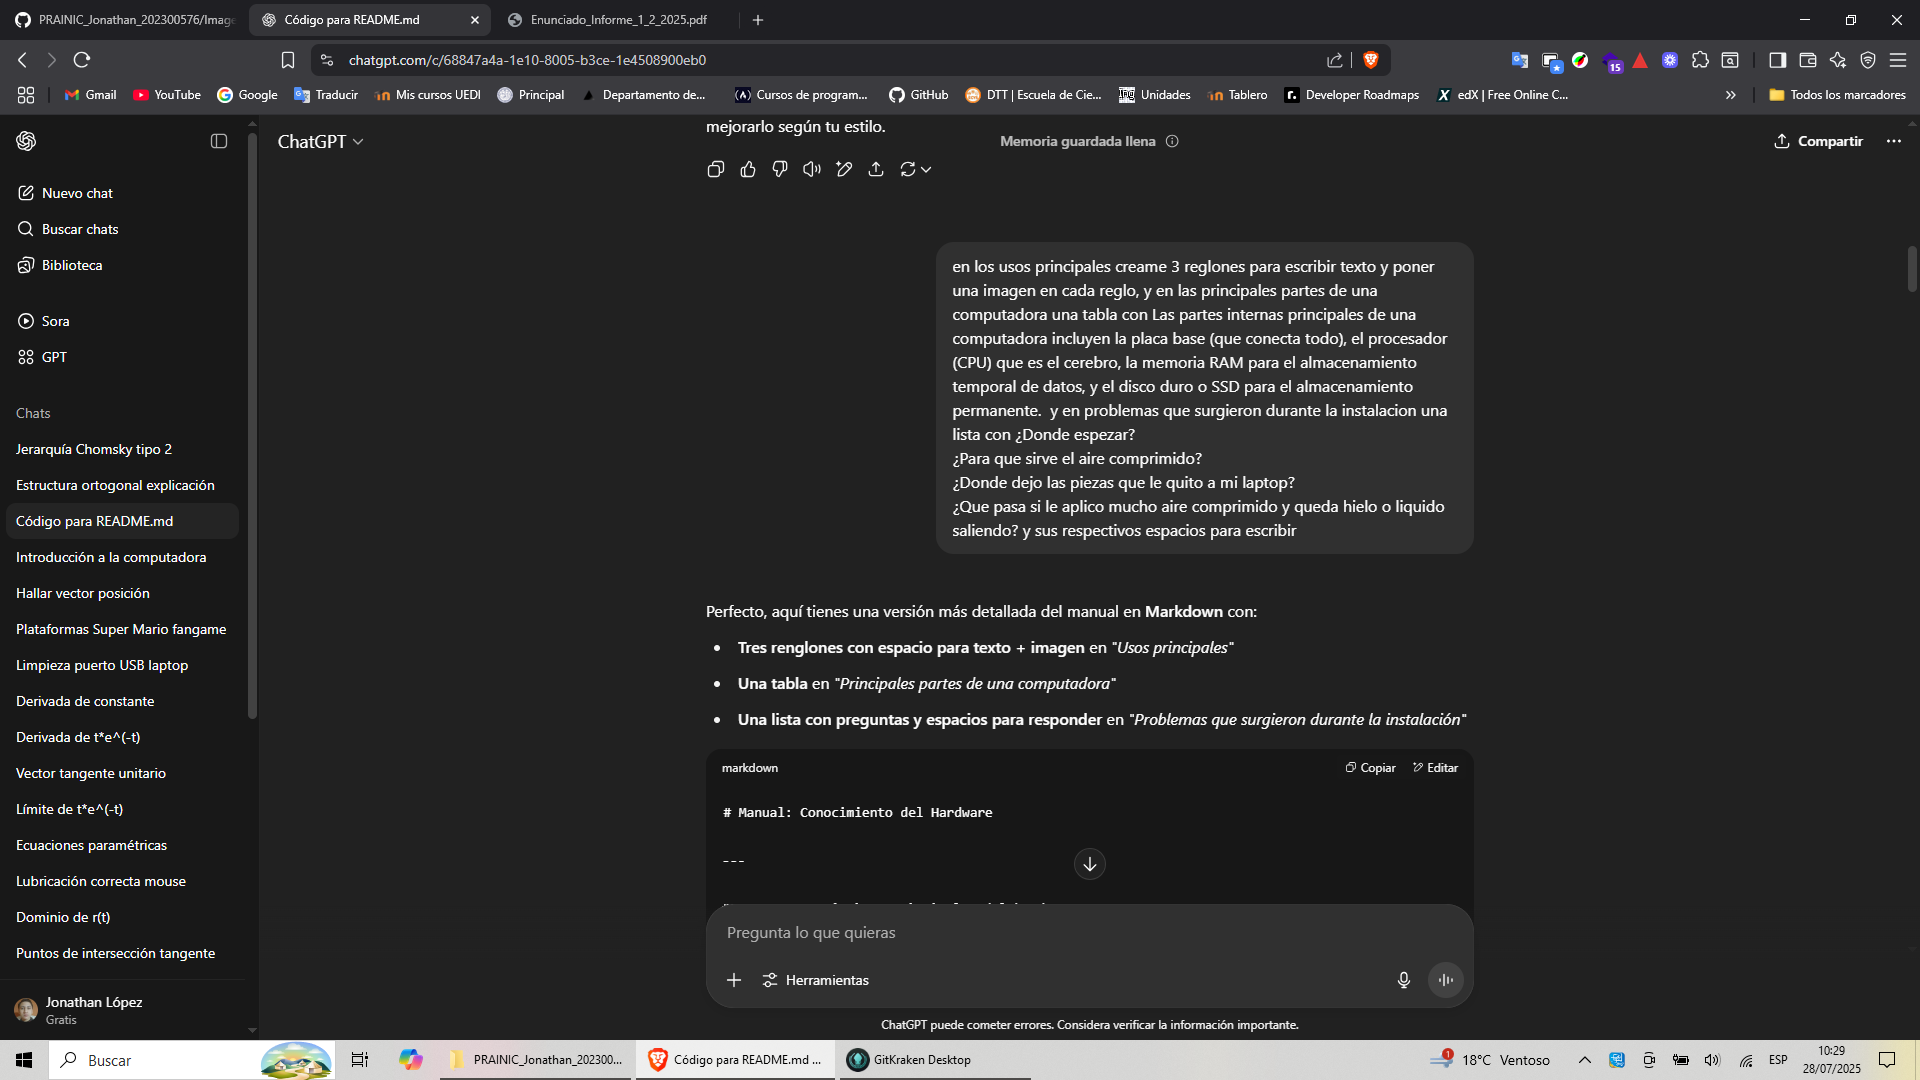 PRAINIC_Jonathan_202300576/Image
Código para README.md
Enunciado_Informe_1_2_2025.pdf
chatgpt.com/c/68847a4a-1e10-8005-b3ce-1e4508900eb0
15
Gmail
YouTube
Google
Traducir
Mis cursos UEDI
Principal
Departamento de...
Cursos de program...
GitHub
DTT | Escuela de Cie...
Unidades
Tablero
Developer Roadmaps
edX | Free Online C...
Todos los marcadores
ChatGPT
Memoria guardada llena
Compartir
Nuevo chat
Buscar chats
Biblioteca
Sora
GPT
Chats
Jerarquía Chomsky tipo 2
Estructura ortogonal explicación
Código para README.md
Introducción a la computadora
Hallar vector posición
Plataformas Super Mario fangame
Limpieza puerto USB laptop
Derivada de constante
Derivada de t*e^(-t)
Vector tangente unitario
Límite de t*e^(-t)
Ecuaciones paramétricas
Lubricación correcta mouse
Dominio de r(t)
Puntos de intersección tangente
Jonathan López
Gratis
mejorarlo según tu estilo.
en los usos principales creame 3 reglones para escribir texto y poner
una imagen en cada reglo, y en las principales partes de una
computadora una tabla con Las partes internas principales de una
computadora incluyen la placa base (que conecta todo), el procesador
(CPU) que es el cerebro, la memoria RAM para el almacenamiento
temporal de datos, y el disco duro o SSD para el almacenamiento
permanente.  y en problemas que surgieron durante la instalacion una
lista con ¿Donde espezar?
¿Para que sirve el aire comprimido?
¿Donde dejo las piezas que le quito a mi laptop?
¿Que pasa si le aplico mucho aire comprimido y queda hielo o liquido
saliendo? y sus respectivos espacios para escribir
Perfecto, aquí tienes una versión más detallada del manual en Markdown con:
• Tres renglones con espacio para texto + imagen en "Usos principales"
• Una tabla en "Principales partes de una computadora"
• Una lista con preguntas y espacios para responder en "Problemas que surgieron durante la instalación"
markdown
Copiar
Editar
# Manual: Conocimiento del Hardware
---
Pregunta lo que quieras
Herramientas
ChatGPT puede cometer errores. Considera verificar la información importante.
Buscar
PRAINIC_Jonathan_202300...
Código para README.md ...
GitKraken Desktop
1
18°C Ventoso
ESP
10:29
28/07/2025